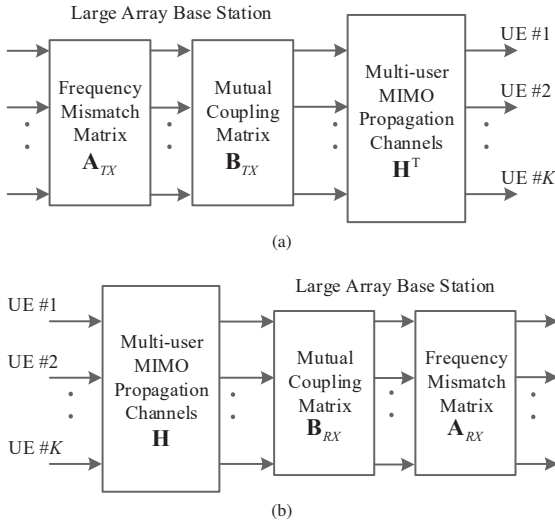 Large Array Base Station
Frequency
Mismatch
Matrix
A_TX
Mutual
Coupling
Matrix
B_TX
Multi-user
MIMO
Propagation
Channels
H^T
UE #1
UE #2
UE #K
(a)
Large Array Base Station
UE #1
UE #2
UE #K
Multi-user
MIMO
Propagation
Channels
H
Mutual
Coupling
Matrix
B_RX
Frequency
Mismatch
Matrix
A_RX
(b)